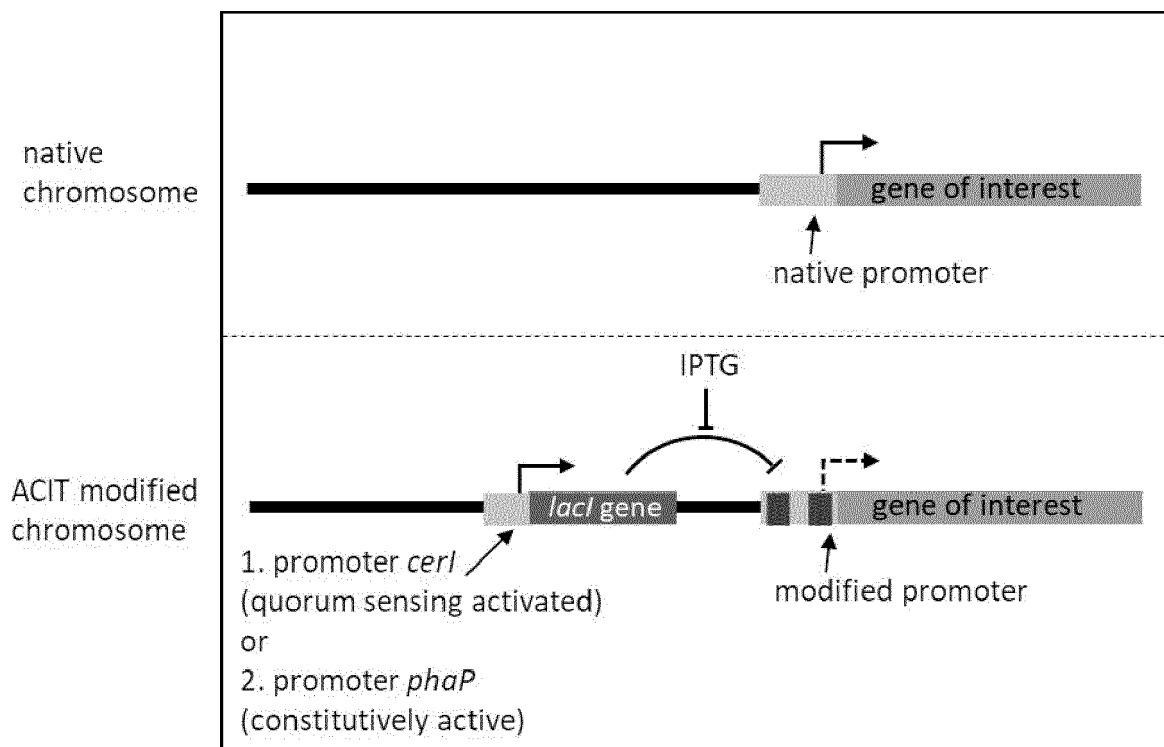 native
chromosome
gene of interest
native promoter
IPTG
ACIT modified
chromosome
lacI gene
gene of interest
1. promoter cerI
(quorum sensing activated)
or
2. promoter phaP
(constitutively active)
modified promoter